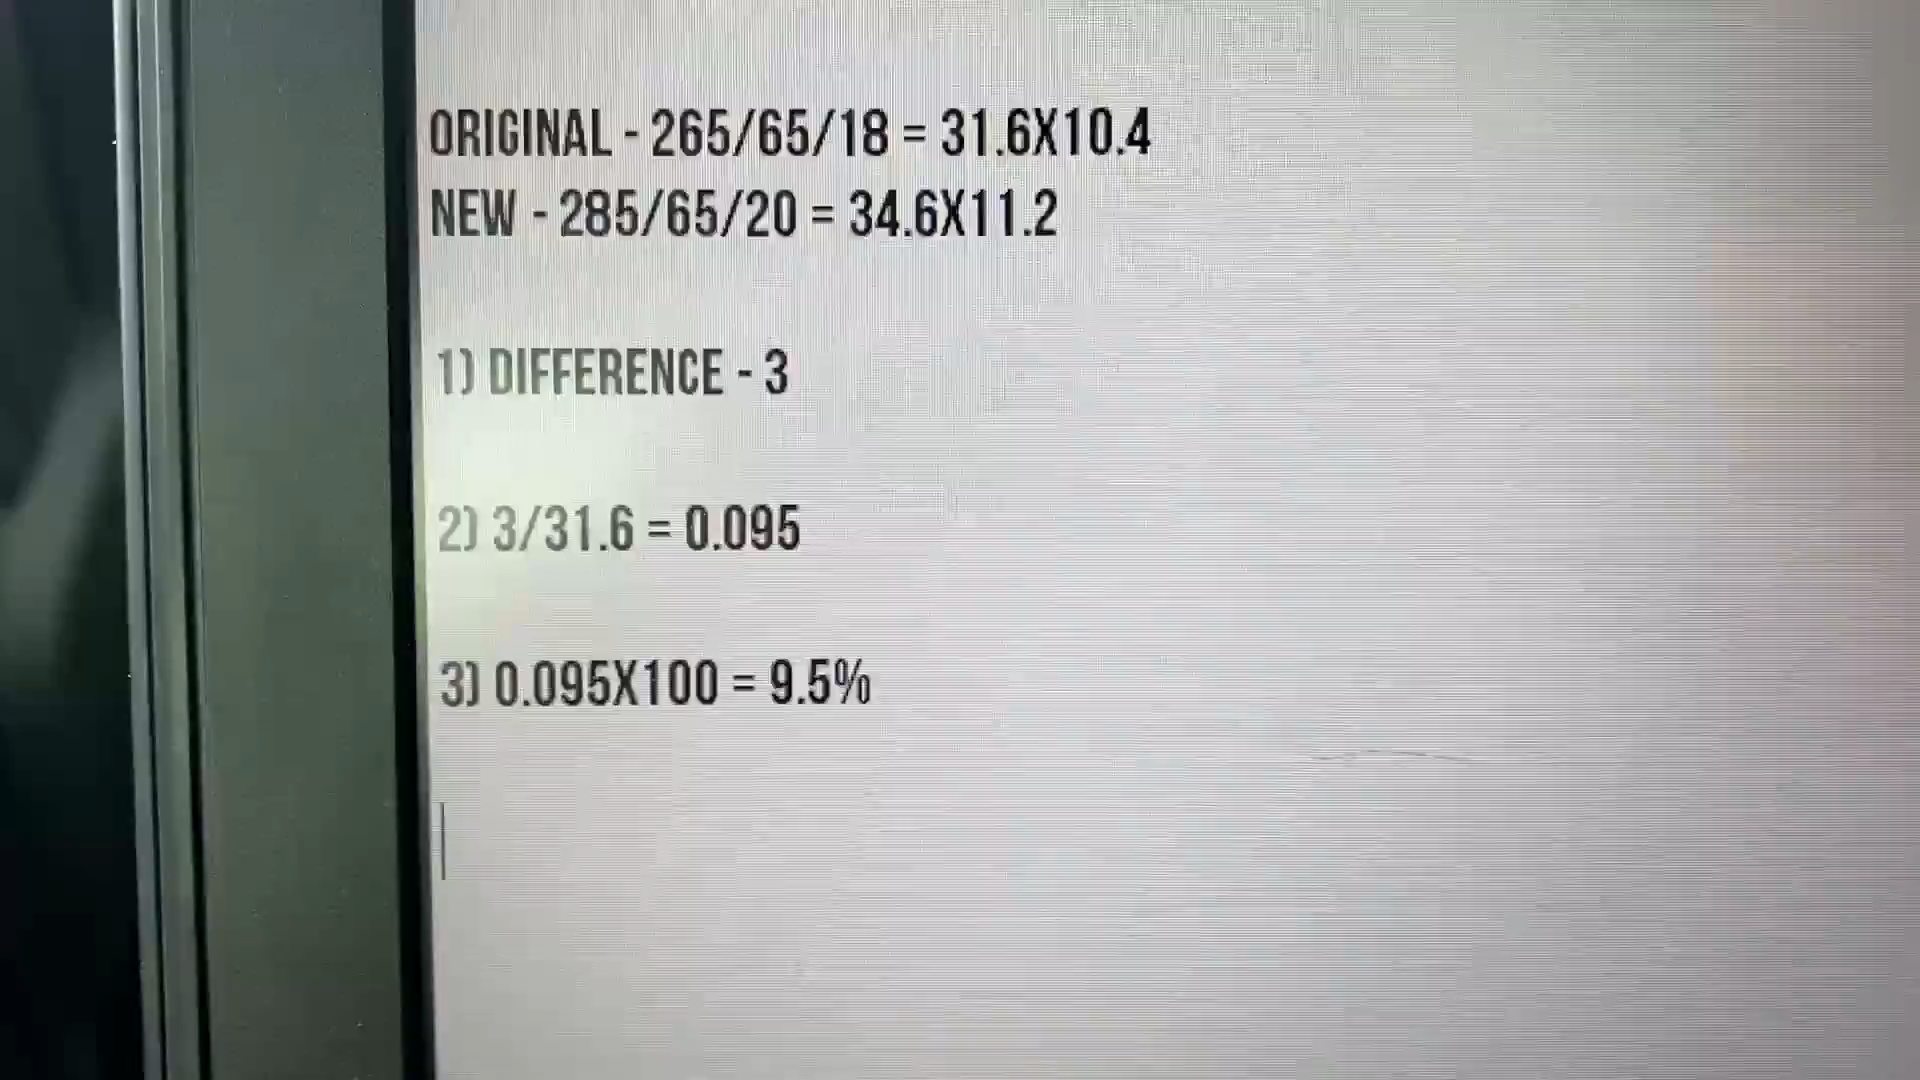 ORIGINAL - 265/65/18 = 31.6X10.4
NEW - 285/65/20 = 34.6X11.2
1) DIFFERENCE - 3
2) 3/31.6 = 0.095
3) 0.095X100 = 9.5%